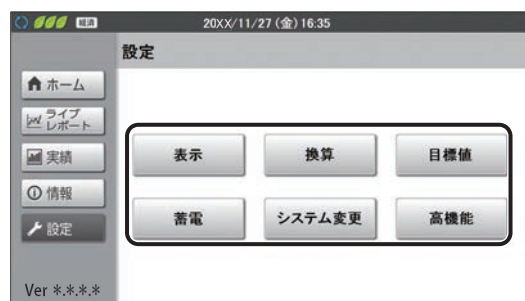 経済
20XX/11/27 (金) 16:35
設定
ホーム
ライブ
レポート
実績
情報
設定
表示
換算
目標値
蓄電
システム変更
高機能
Ver *.*.*.*